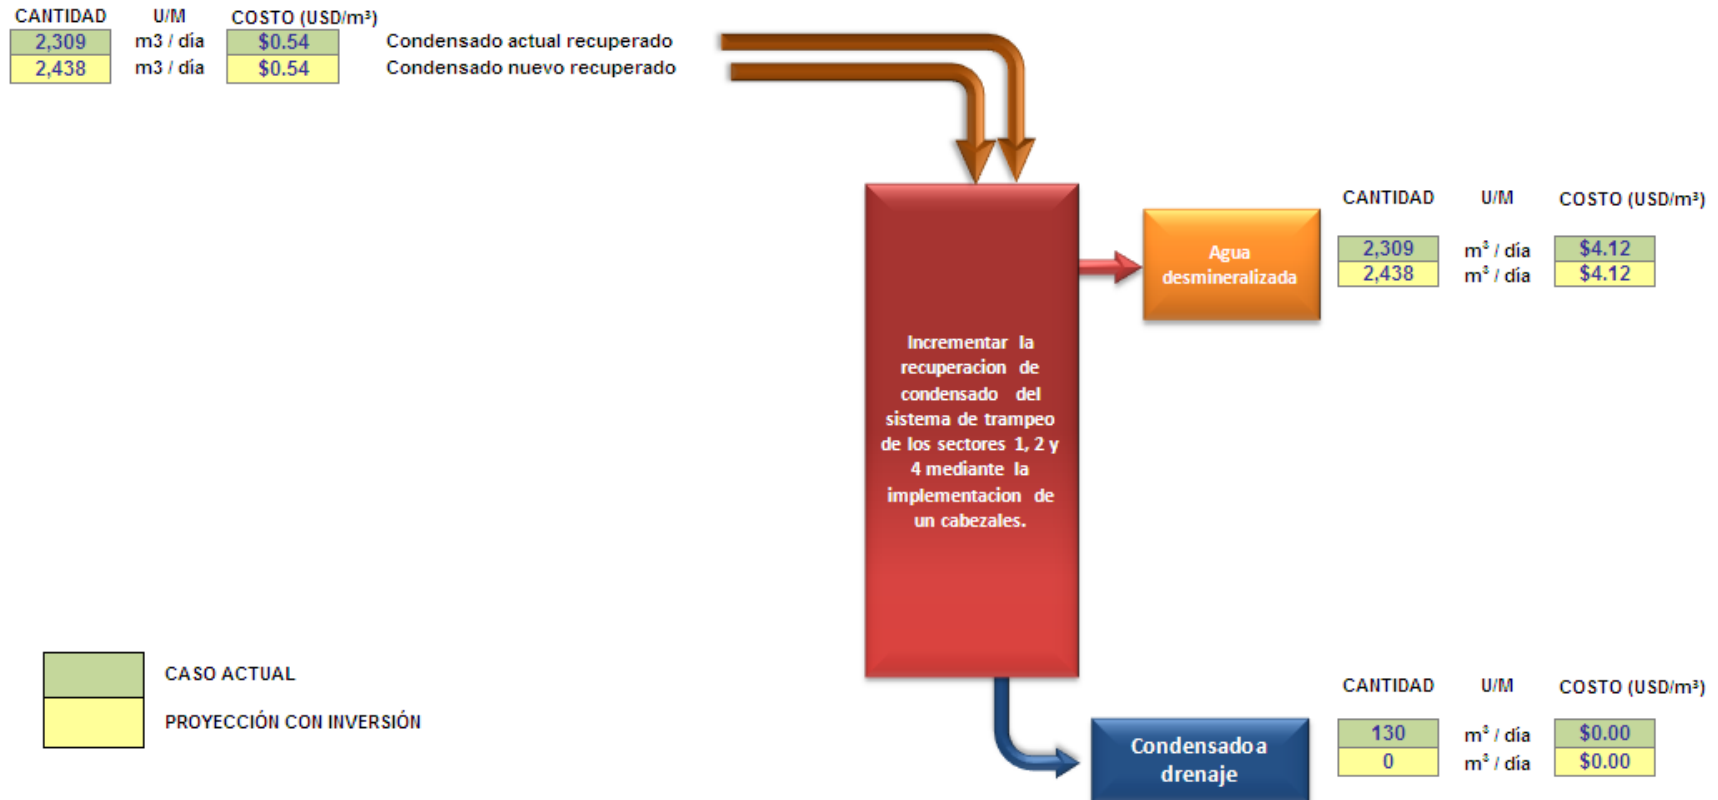 CANTIDAD U/M COSTO (USD/m³)
2,309 m3 / día $0.54 Condensado actual recuperado
2,438 m3 / día $0.54 Condensado nuevo recuperado
CANTIDAD U/M COSTO (USD/m³)
Agua
desmineralizada
2,309 m³ / día $4.12
2,438 m³ / día $4.12
Incrementar la
recuperacion de
condensado del
sistema de trampeo
de los sectores 1, 2 y
4 mediante la
implementacion de
un cabezales.
CASO ACTUAL
PROYECCIÓN CON INVERSIÓN
CANTIDAD U/M COSTO (USD/m³)
Condensado a
drenaje
130 m³ / día $0.00
0 m³ / día $0.00